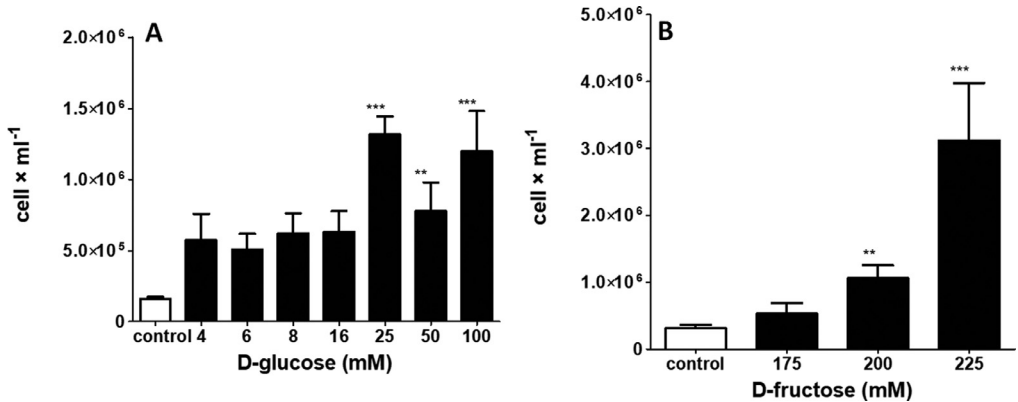 A
cell × ml⁻¹
2.0×10⁶
1.5×10⁶
1.0×10⁶
5.0×10⁵
0
***
**
***
control 4 6 8 16 25 50 100
D-glucose (mM)
B
cell × ml⁻¹
5.0×10⁶
4.0×10⁶
3.0×10⁶
2.0×10⁶
1.0×10⁶
0
**
***
control 175 200 225
D-fructose (mM)